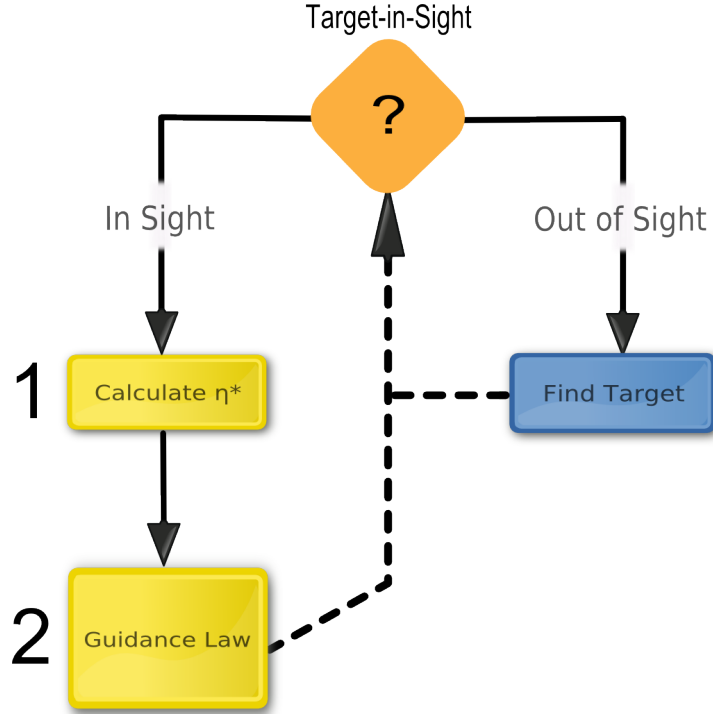 Target-in-Sight
?
In Sight
Out of Sight
1
Calculate η*
Find Target
2
Guidance Law